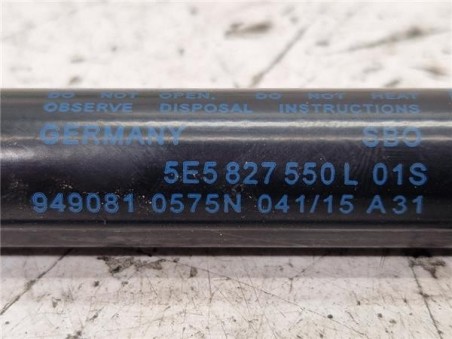 DO NOT OPEN, DO NOT HEAT
OBSERVE DISPOSAL INSTRUCTIONS
GERMANY SBO
5E5 827 550 L 01S
949081 0575N 041/15 A31